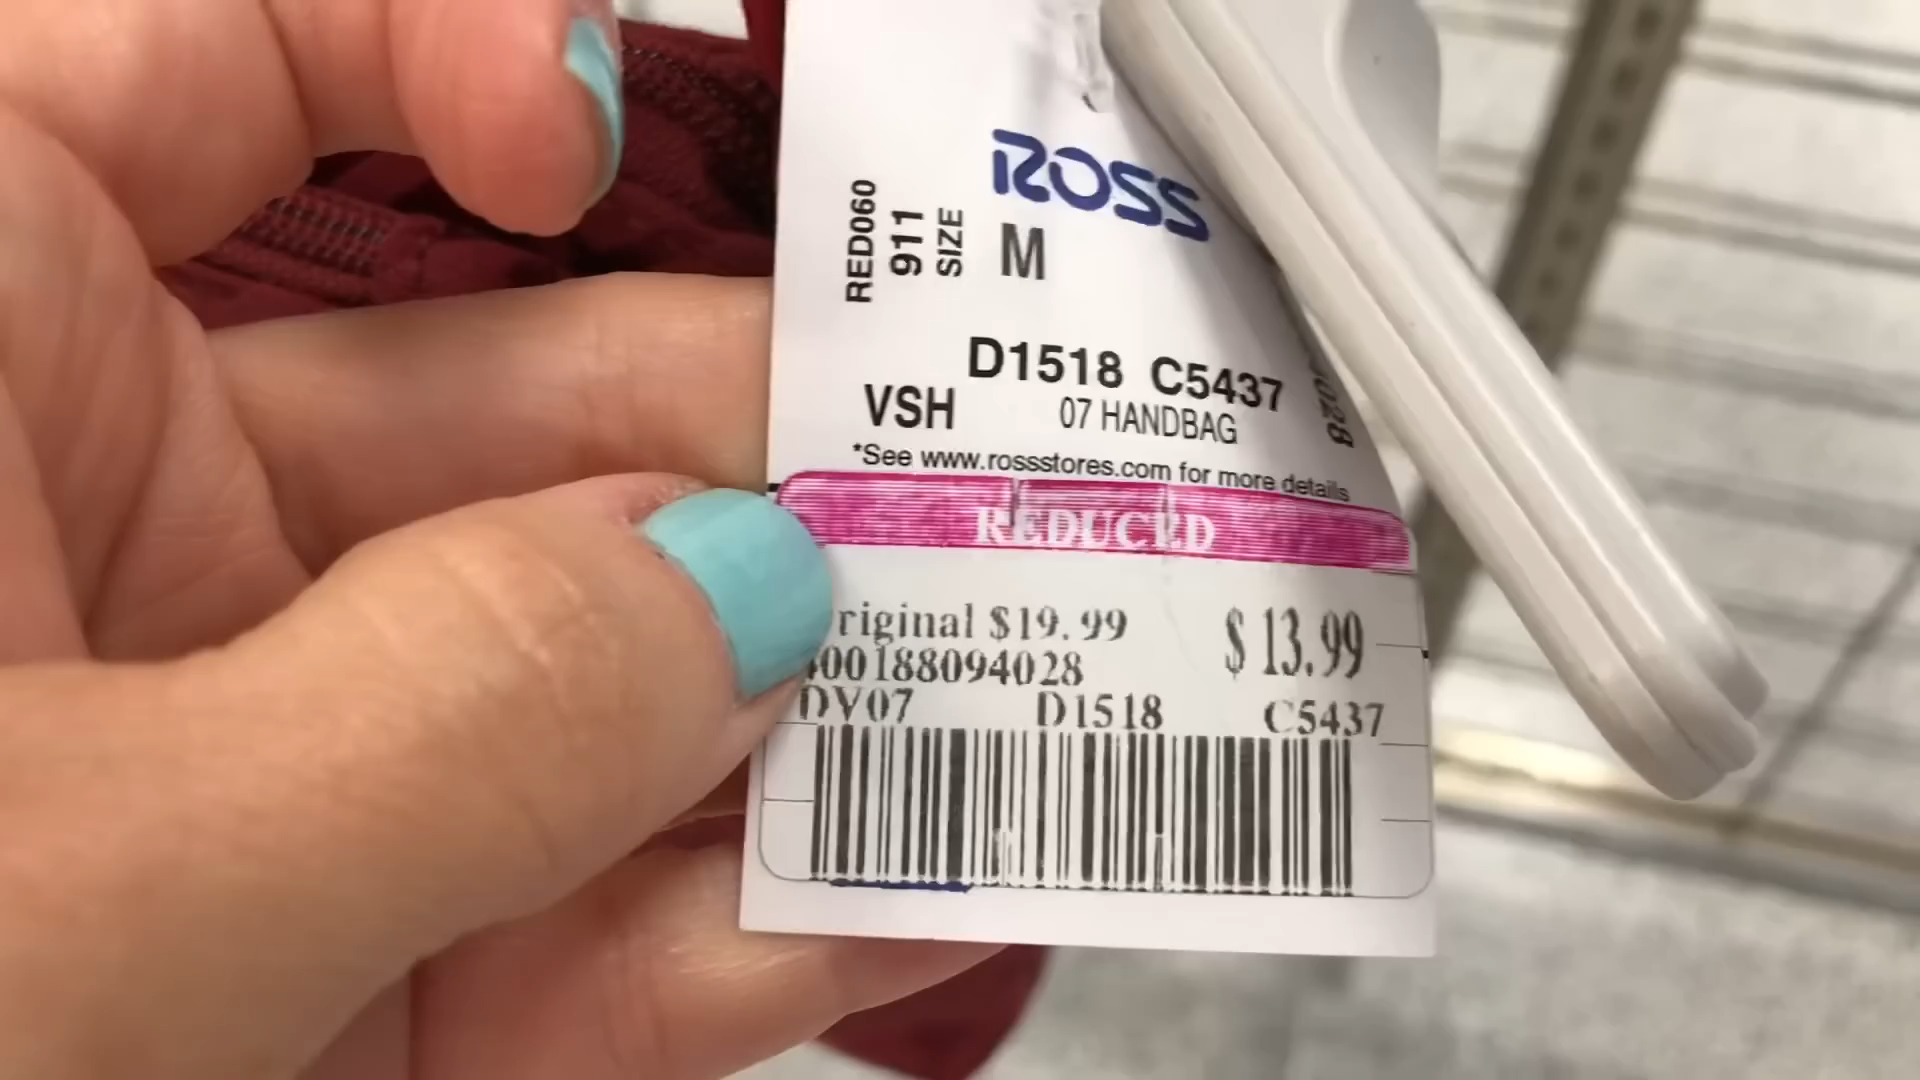 ROSS
RED060
911
SIZE
M
D1518 C5437
VSH
07 HANDBAG
*See www.rossstores.com for more details
REDUCED
riginal $19.99
$13.99
00188094028
DV07 D1518 C5437